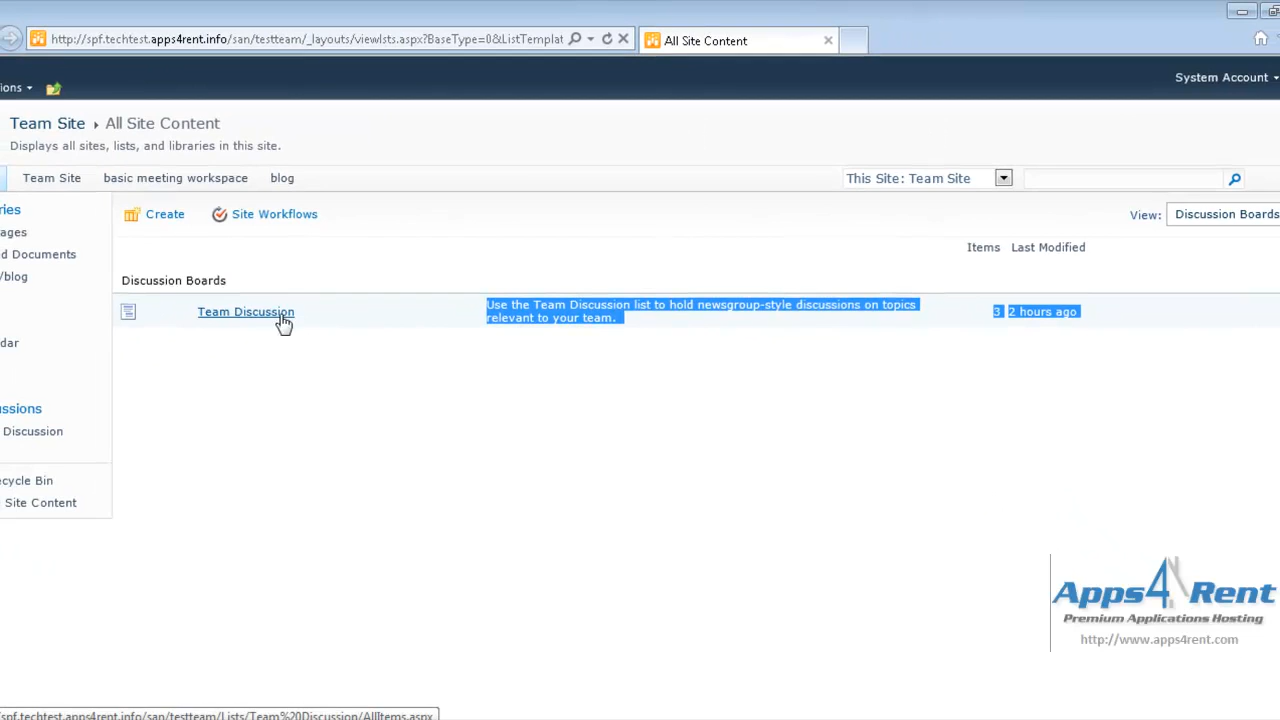 http://spf.techtest.apps4rent.info/san/testteam/_layouts/viewlsts.aspx?BaseType=0&ListTemplat
All Site Content
ions
System Account
Team Site ▸ All Site Content
Displays all sites, lists, and libraries in this site.
Team Site basic meeting workspace blog
This Site: Team Site
ries
ages
d Documents
/blog
dar
ssions
Discussion
ecycle Bin
Site Content
Create Site Workflows
View: Discussion Boards
Items Last Modified
Discussion Boards
Team Discussion
Use the Team Discussion list to hold newsgroup-style discussions on topics
relevant to your team.
3 2 hours ago
Apps4Rent
Premium Applications Hosting
http://www.apps4rent.com
/spf.techtest.apps4rent.info/san/testteam/Lists/Team%20Discussion/AllItems.aspx